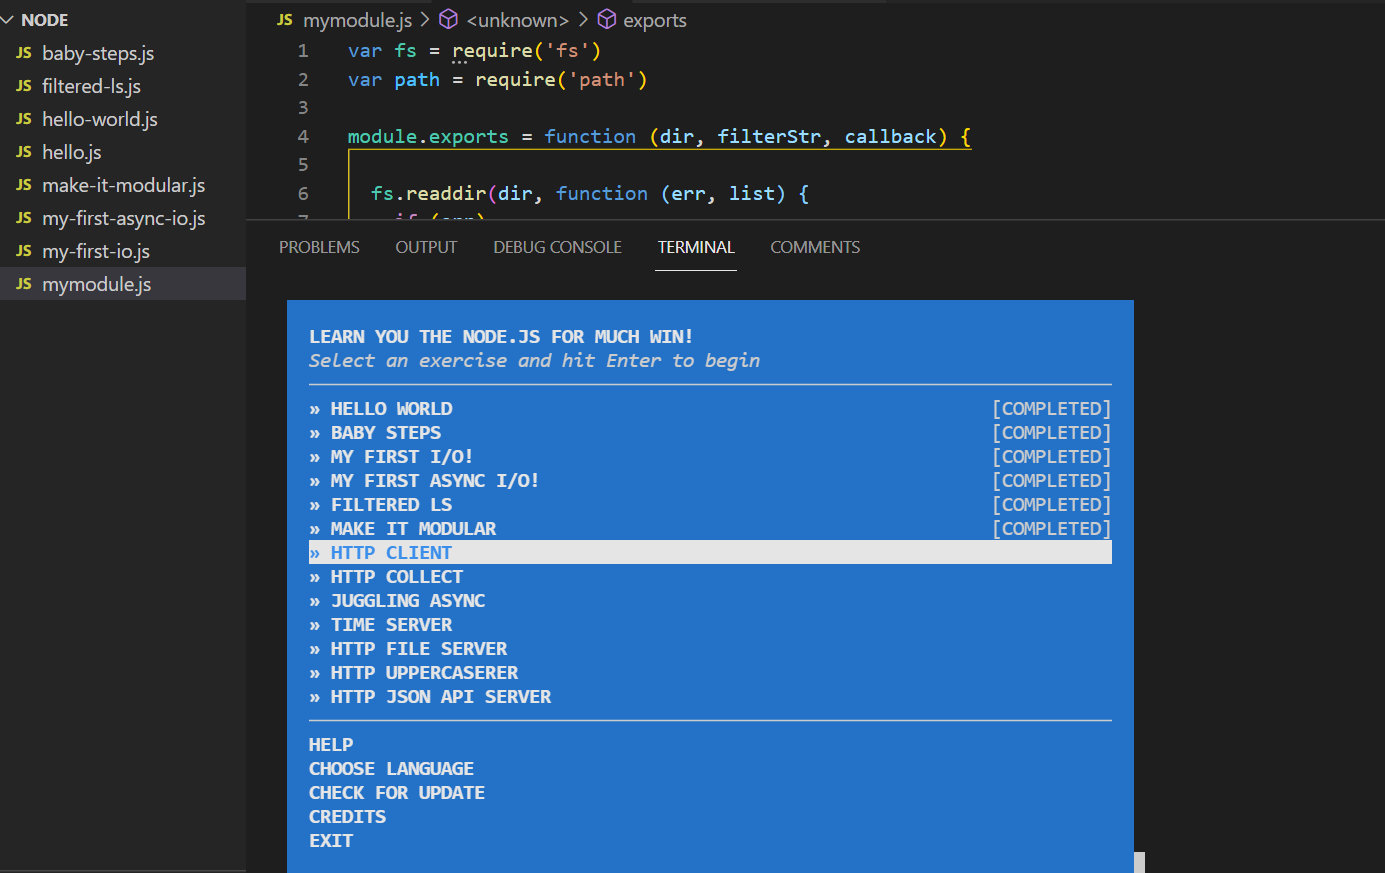 NODE
JS baby-steps.js
JS filtered-ls.js
JS hello-world.js
JS hello.js
JS make-it-modular.js
JS my-first-async-io.js
JS my-first-io.js
JS mymodule.js
JS mymodule.js > <unknown> > exports
1 var fs = require('fs')
2 var path = require('path')
3
4 module.exports = function (dir, filterStr, callback) {
5
6 fs.readdir(dir, function (err, list) {
PROBLEMS OUTPUT DEBUG CONSOLE TERMINAL COMMENTS
LEARN YOU THE NODE.JS FOR MUCH WIN!
Select an exercise and hit Enter to begin
» HELLO WORLD [COMPLETED]
» BABY STEPS [COMPLETED]
» MY FIRST I/O! [COMPLETED]
» MY FIRST ASYNC I/O! [COMPLETED]
» FILTERED LS [COMPLETED]
» MAKE IT MODULAR [COMPLETED]
» HTTP CLIENT
» HTTP COLLECT
» JUGGLING ASYNC
» TIME SERVER
» HTTP FILE SERVER
» HTTP UPPERCASERER
» HTTP JSON API SERVER
HELP
CHOOSE LANGUAGE
CHECK FOR UPDATE
CREDITS
EXIT